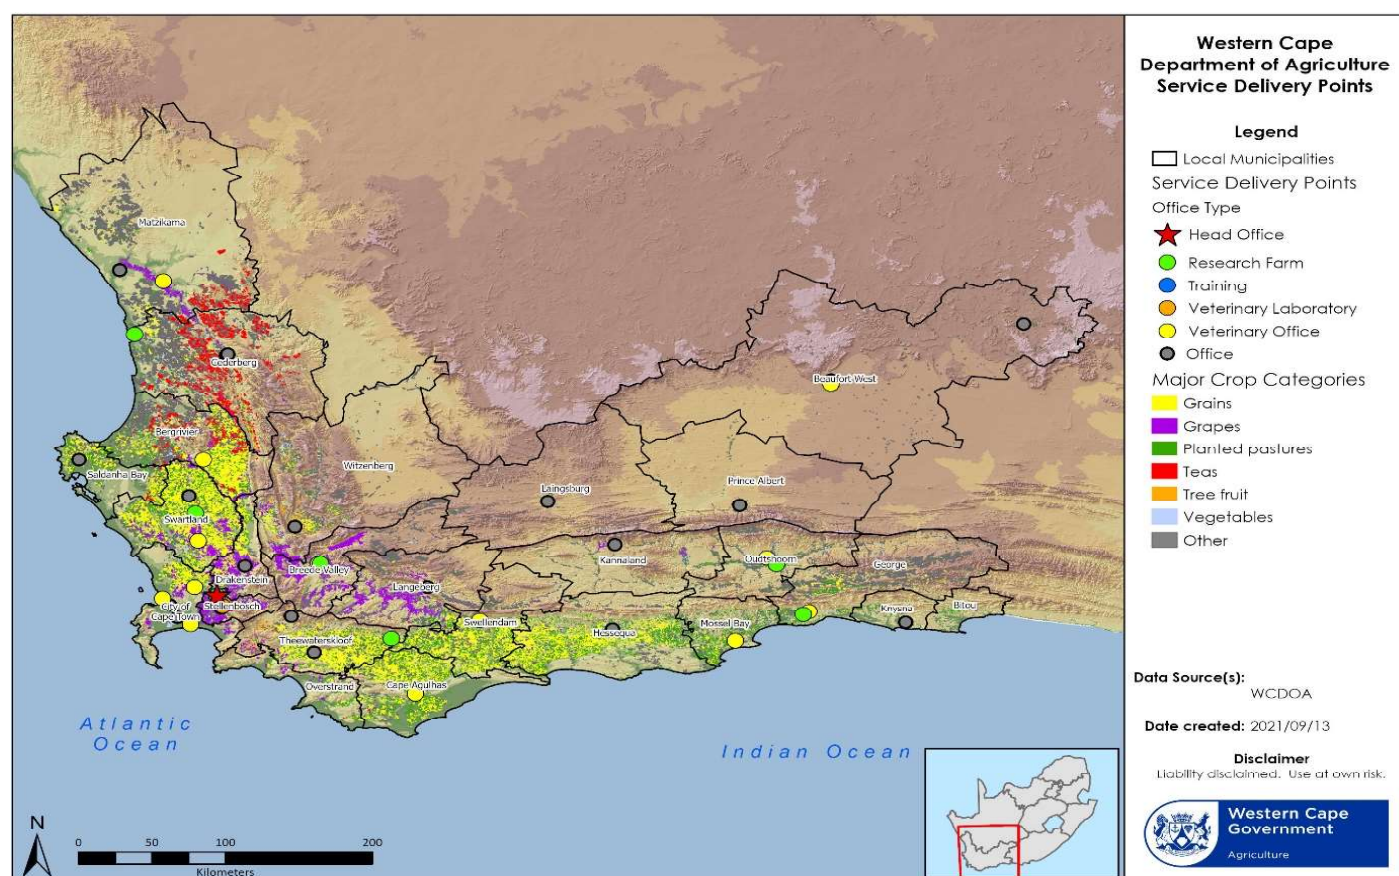 Western Cape
Department of Agriculture
Service Delivery Points
Legend
Local Municipalities
Service Delivery Points
Office Type
Head Office
Research Farm
Training
Veterinary Laboratory
Veterinary Office
Office
Major Crop Categories
Grains
Grapes
Planted pastures
Teas
Tree fruit
Vegetables
Other
Matzikama
Cederberg
Bergrivier
Saldanha Bay
Swartland
Witzenberg
Beaufort West
Laingsburg
Prince Albert
Drakenstein
Breede Valley
Kannaland
Oudtshoorn
George
Langeberg
Stellenbosch
City of
Cape Town
Theewaterskloof
Swellendam
Hessequa
Mossel Bay
Knysna
Bitou
Overstrand
Cape Agulhas
Atlantic
Ocean
Indian Ocean
N
0 50 100 200
Kilometers
Data Source(s):
WCDOA
Date created: 2021/09/13
Disclaimer
Liability disclaimed. Use at own risk.
Western Cape
Government
Agriculture